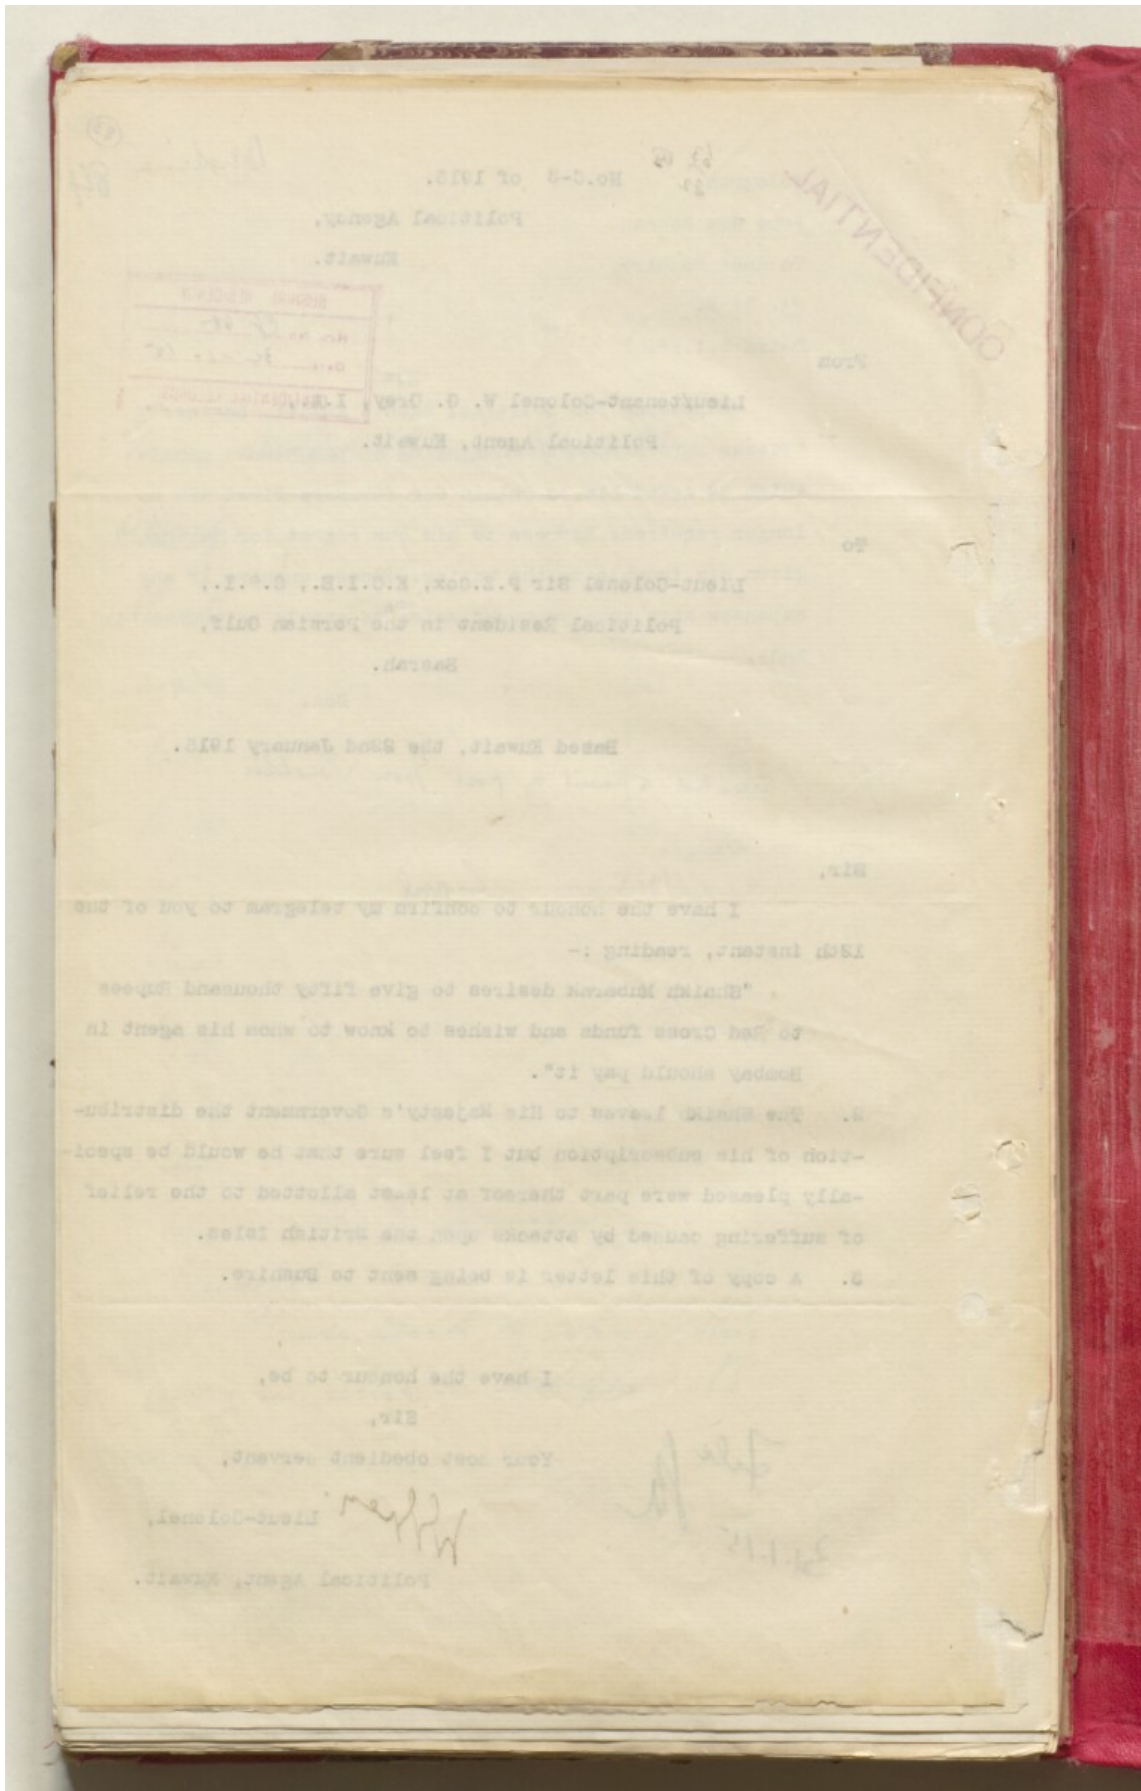 No.C-3 of 1915.
Political Agency,
Kuwait.
CONFIDENTIAL
From
Lieutenant-Colonel W. G. Grey, I.A.,
Political Agent, Kuwait.
To
Lieut-Colonel Sir P.Z.Cox, K.C.I.E., C.S.I.,
Political Resident in the Persian Gulf,
Basrah.
Dated Kuwait, the 22nd January 1915.
Sir,
I have the honour to confirm my telegram to you of the
12th instant, reading :-
"Shaikh Mubarak desires to give fifty thousand Rupees
to Red Cross funds and wishes to know to whom his agent in
Bombay should pay it".
2. The Shaikh leaves to His Majesty's Government the distribu-
-tion of his subscription but I feel sure that he would be speci-
-ally pleased were part thereof at least allotted to the relief
of suffering caused by attacks upon the British Isles.
3. A copy of this letter is being sent to Bushire.
I have the honour to be,
Sir,
Your most obedient servant,
Lieut-Colonel,
Political Agent, Kuwait.
31.1.15